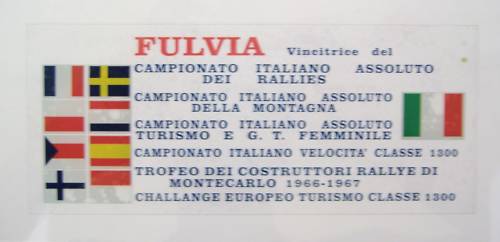 FULVIA Vincitrice del
CAMPIONATO ITALIANO ASSOLUTO
DEI RALLIES
CAMPIONATO ITALIANO ASSOLUTO
DELLA MONTAGNA
CAMPIONATO ITALIANO ASSOLUTO
TURISMO E G. T. FEMMINILE
CAMPIONATO ITALIANO VELOCITA' CLASSE 1300
TROFEO DEI COSTRUTTORI RALLYE DI
MONTECARLO 1966-1967
CHALLANGE EUROPEO TURISMO CLASSE 1300